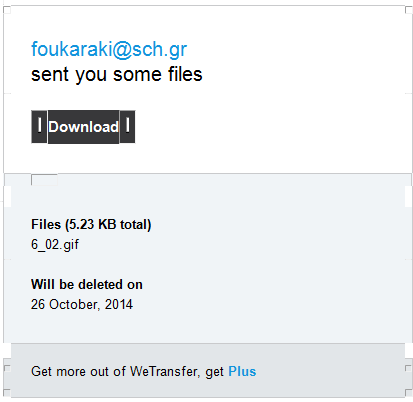 foukaraki@sch.gr
sent you some files
Download
Files (5.23 KB total)
6_02.gif
Will be deleted on
26 October, 2014
Get more out of WeTransfer, get Plus